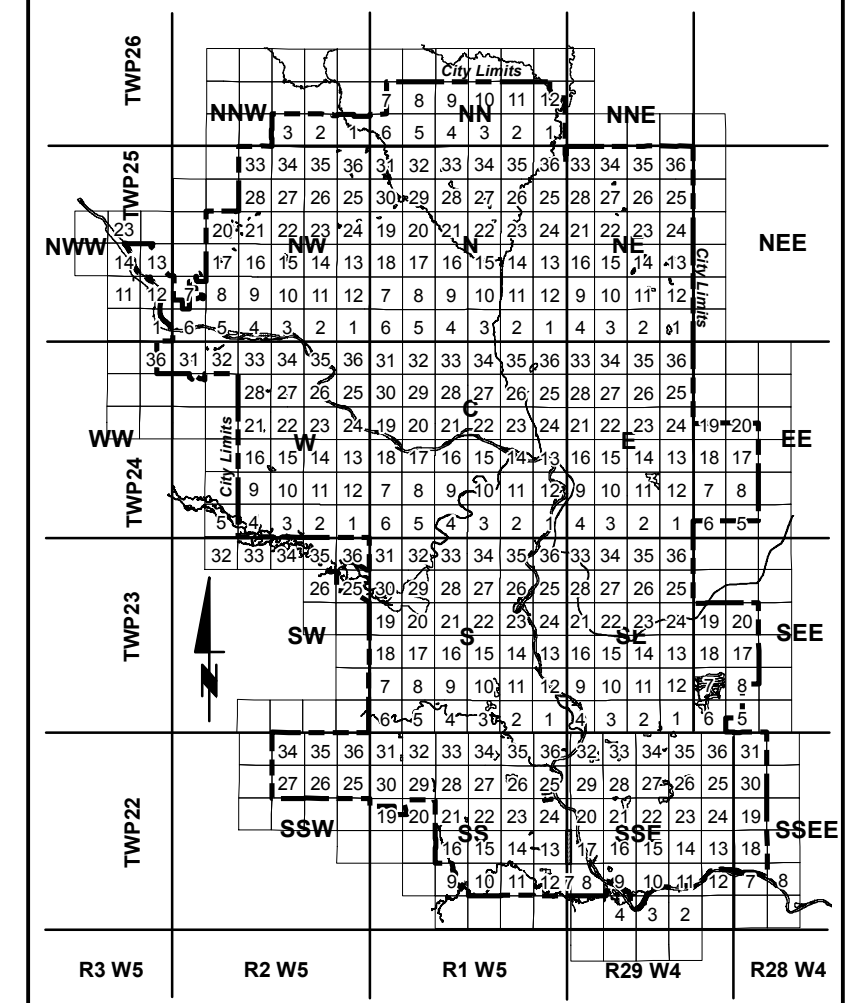 TWP26
City Limits
7 8 9 10 11 12
NNW NN NNE
3 2 1 6 5 4 3 2 1
TWP25
33 34 35 36 31 32 33 34 35 36 33 34 35 36
28 27 26 25 30 29 28 27 26 25 28 27 26 25
23 20 21 22 23 24 19 20 21 22 23 24 21 22 23 24
NWW NW N NE NEE
14 13 17 16 15 14 13 18 17 16 15 14 13 16 15 14 13
City Limits
11 12 7 8 9 10 11 12 7 8 9 10 11 12 9 10 11 12
1 6 5 4 3 2 1 6 5 4 3 2 1 4 3 2 1
36 31 32 33 34 35 36 31 32 33 34 35 36 33 34 35 36
28 27 26 25 30 29 28 27 26 25 28 27 26 25
C
21 22 23 24 19 20 21 22 23 24 21 22 23 24 19 20
WW W E EE
City Limits
16 15 14 13 18 17 16 15 14 13 16 15 14 13 18 17
TWP24
9 10 11 12 7 8 9 10 11 12 9 10 11 12 7 8
5 4 3 2 1 6 5 4 3 2 4 3 2 1 6 5
32 33 34 35 36 31 32 33 34 35 36 33 34 35 36
26 25 30 29 28 27 26 25 28 27 26 25
TWP23
19 20 21 22 23 24 21 22 23 24 19 20
SW S SE SEE
18 17 16 15 14 13 16 15 14 13 18 17
N
7 8 9 10 11 12 9 10 11 12 7 8
6 5 4 3 2 1 4 3 2 1 6 5
34 35 36 31 32 33 34 35 36 32 33 34 35 36 31
27 26 25 30 29 28 27 26 25 29 28 27 26 25 30
TWP22
19 20 21 22 23 24 20 21 22 23 24 19
SSW SS SSE SSEE
16 15 14 13 17 16 15 14 13 18
9 10 11 12 7 8 9 10 11 12 7 8
4 3 2
R3 W5 R2 W5 R1 W5 R29 W4 R28 W4